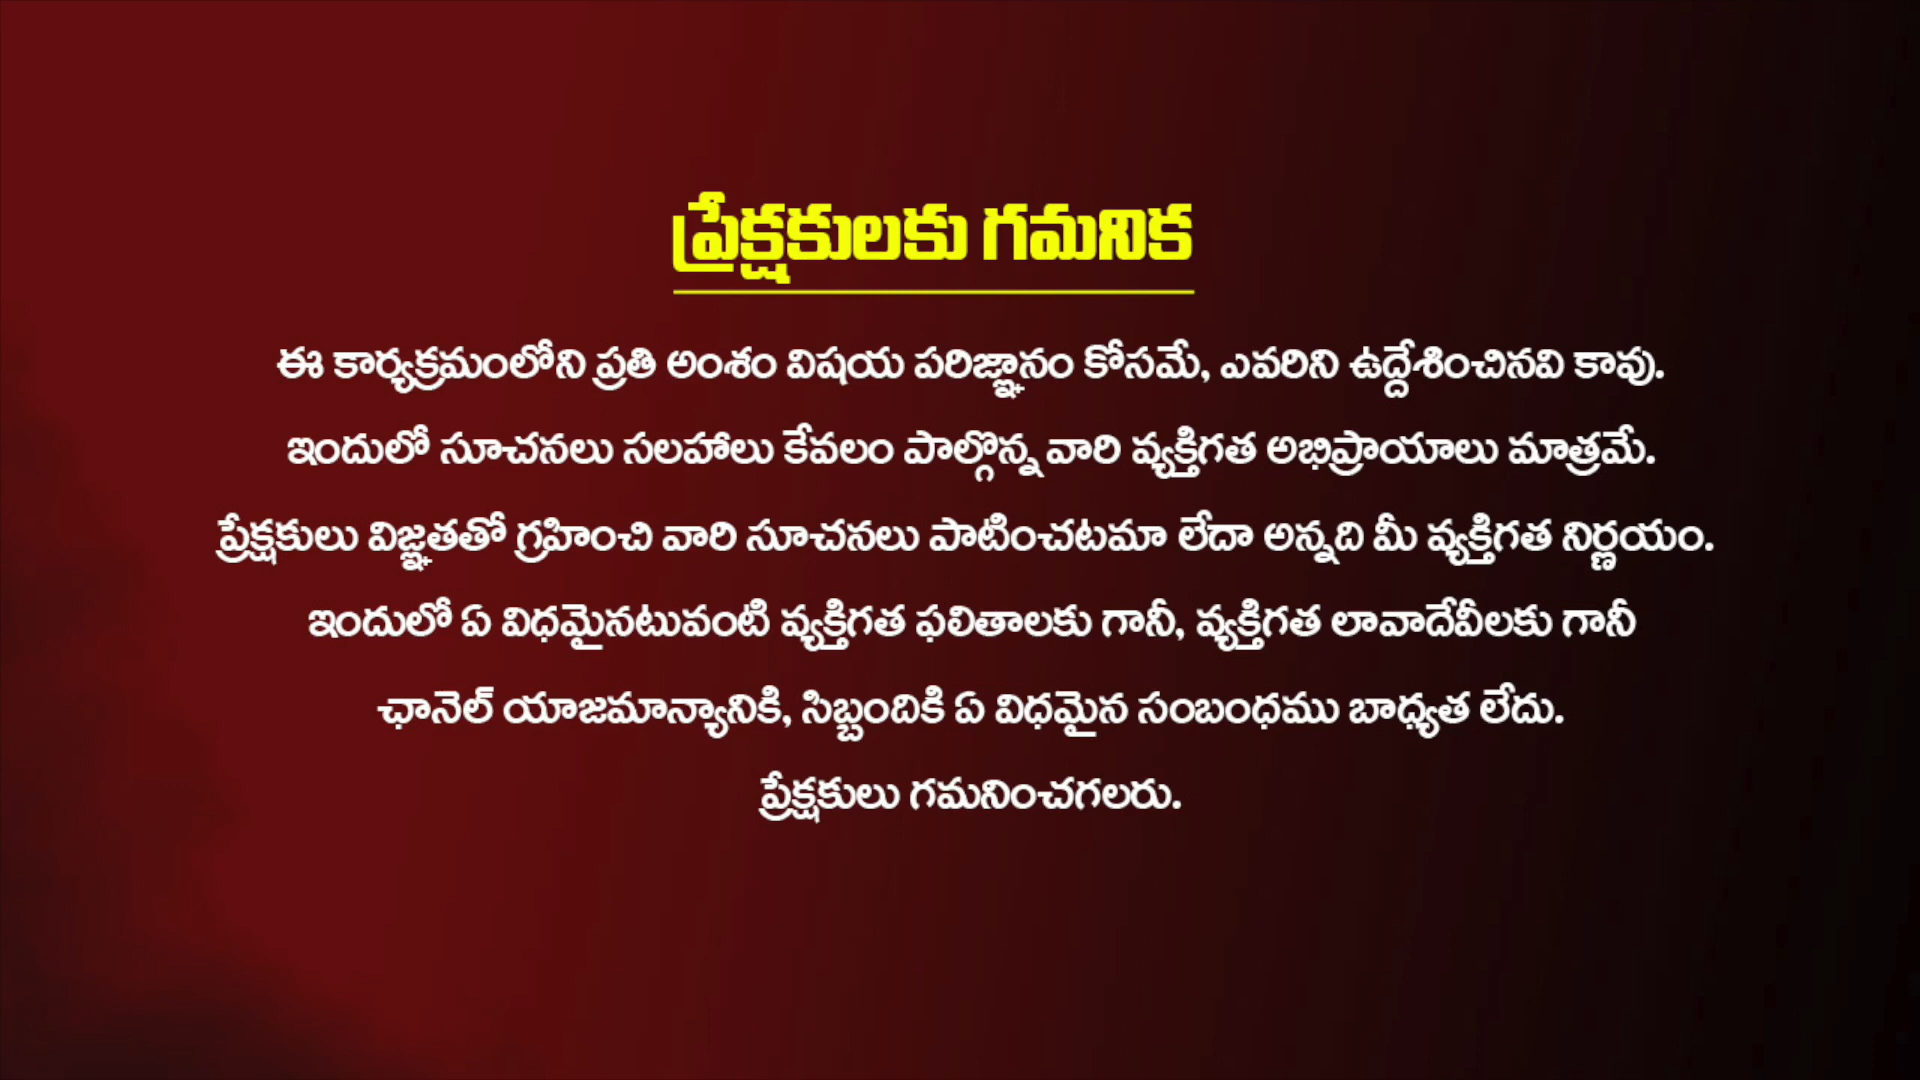 ప్రేక్షకులకు గమనిక
ఈ కార్యక్రమంలోని ప్రతి అంశం విషయ పరిజ్ఞానం కోసమే, ఎవరిని ఉద్దేశించినవి కావు.
ఇందులో సూచనలు సలహాలు కేవలం పాల్గొన్న వారి వ్యక్తిగత అభిప్రాయాలు మాత్రమే.
ప్రేక్షకులు విజ్ఞతతో గ్రహించి వారి సూచనలు పాటించటమా లేదా అన్నది మీ వ్యక్తిగత నిర్ణయం.
ఇందులో ఏ విధమైనటువంటి వ్యక్తిగత ఫలితాలకు గానీ, వ్యక్తిగత లావాదేవీలకు గానీ
ఛానెల్ యాజమాన్యానికి, సిబ్బందికి ఏ విధమైన సంబంధము బాధ్యత లేదు.
ప్రేక్షకులు గమనించగలరు.